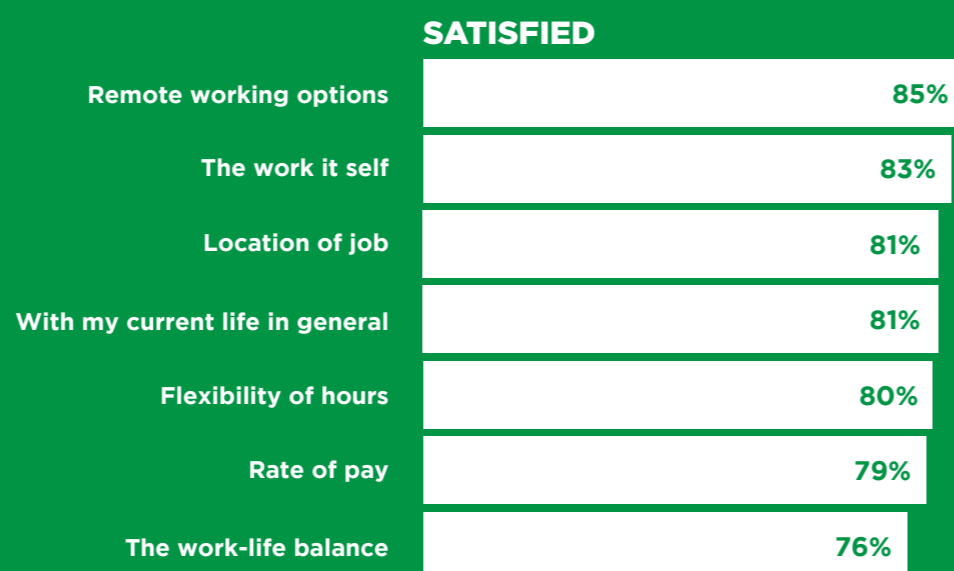 SATISFIED
Remote working options 85%
The work it self 83%
Location of job 81%
With my current life in general 81%
Flexibility of hours 80%
Rate of pay 79%
The work-life balance 76%